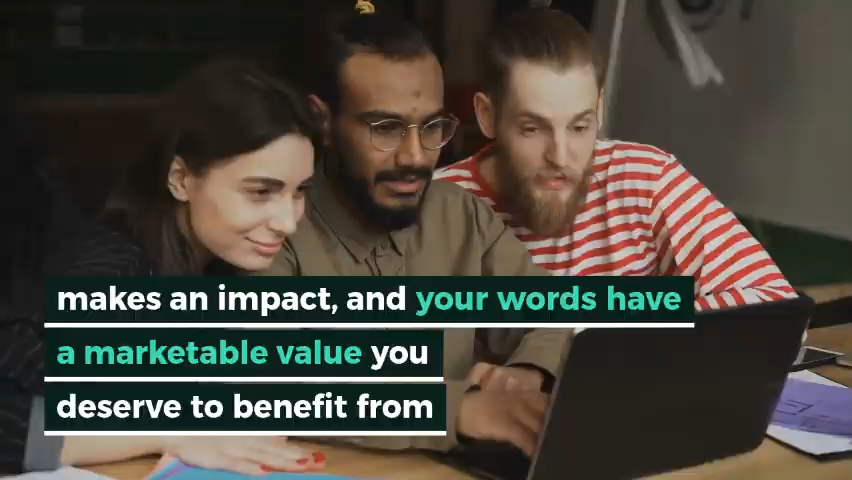 makes an impact, and your words have
a marketable value you
deserve to benefit from